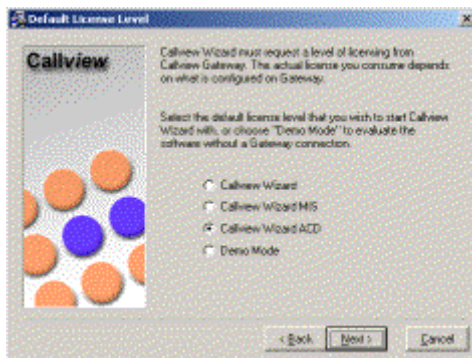 Default License Level
Callview
Callview Wizard must request a level of licensing from
Callview Gateway. The actual license you consume depends
on what is configured on Gateway.
Select the default license level that you wish to start Callview
Wizard with, or choose "Demo Mode" to evaluate the
software without a Gateway connection.
Callview Wizard
Callview Wizard MIS
Callview Wizard ACD
Demo Mode
< Back
Next >
Cancel